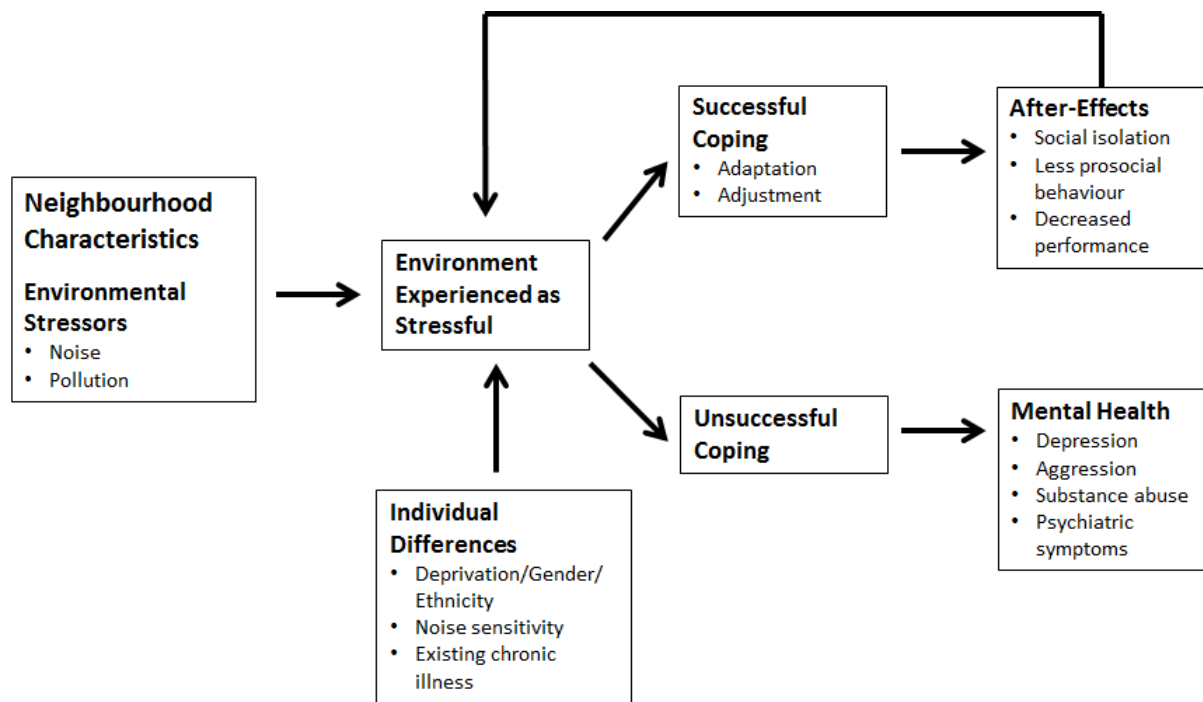 Neighbourhood
Characteristics
Environmental
Stressors
• Noise
• Pollution
Environment
Experienced as
Stressful
Individual
Differences
• Deprivation/Gender/
Ethnicity
• Noise sensitivity
• Existing chronic
illness
Successful
Coping
• Adaptation
• Adjustment
After-Effects
• Social isolation
• Less prosocial
behaviour
• Decreased
performance
Unsuccessful
Coping
Mental Health
• Depression
• Aggression
• Substance abuse
• Psychiatric
symptoms